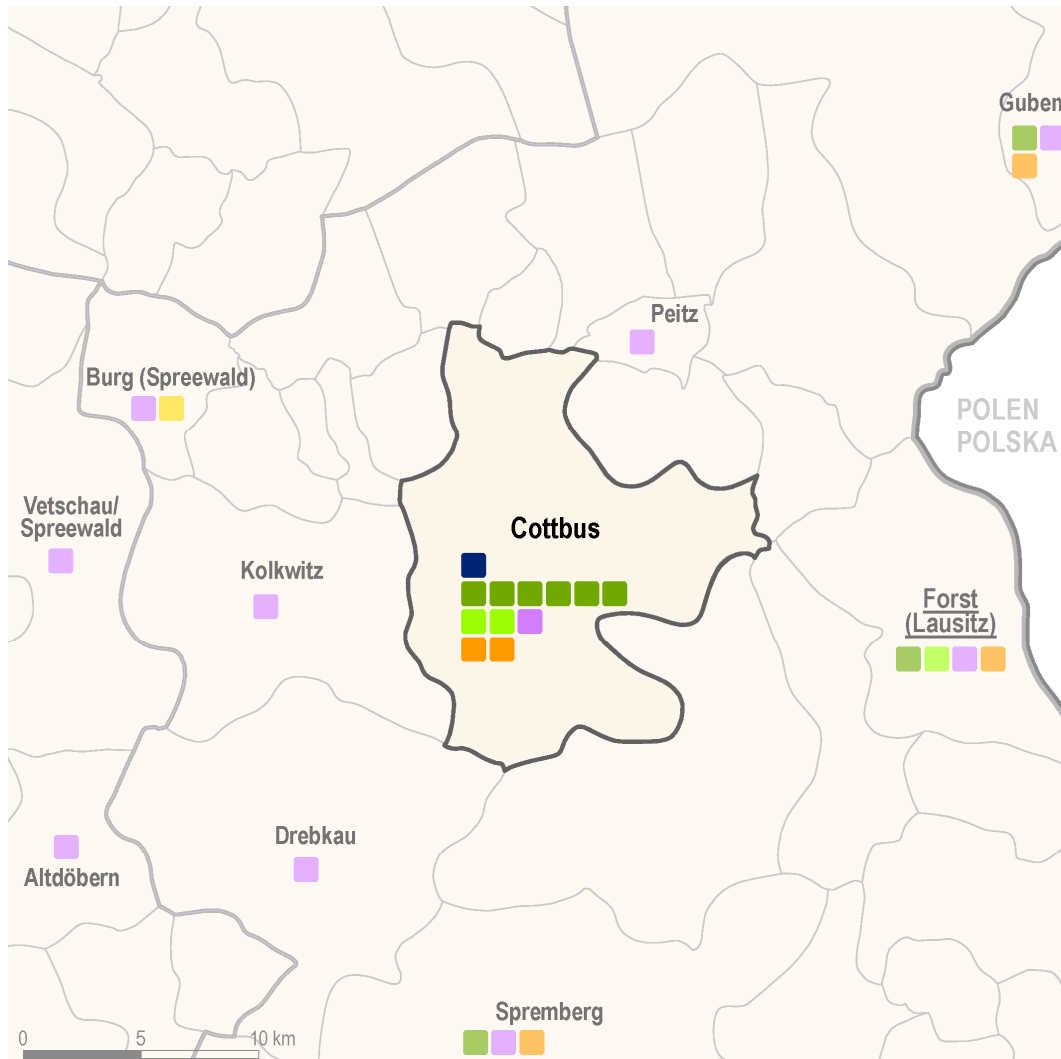 Guben
Peitz
Burg (Spreewald)
POLEN
POLSKA
Vetschau/
Spreewald
Cottbus
Kolkwitz
Forst
(Lausitz)
Drebkau
Altdöbern
Spremberg
0 5 10 km